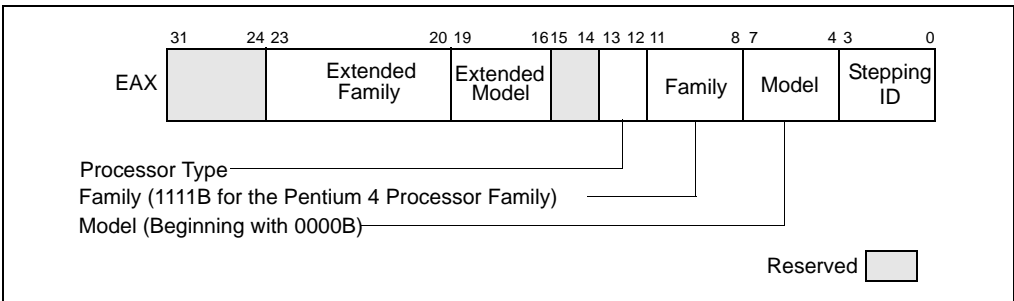 31 24 23 20 19 16 15 14 13 12 11 8 7 4 3 0
EAX
Extended
Family
Extended
Model
Family
Model
Stepping
ID
Processor Type
Family (1111B for the Pentium 4 Processor Family)
Model (Beginning with 0000B)
Reserved